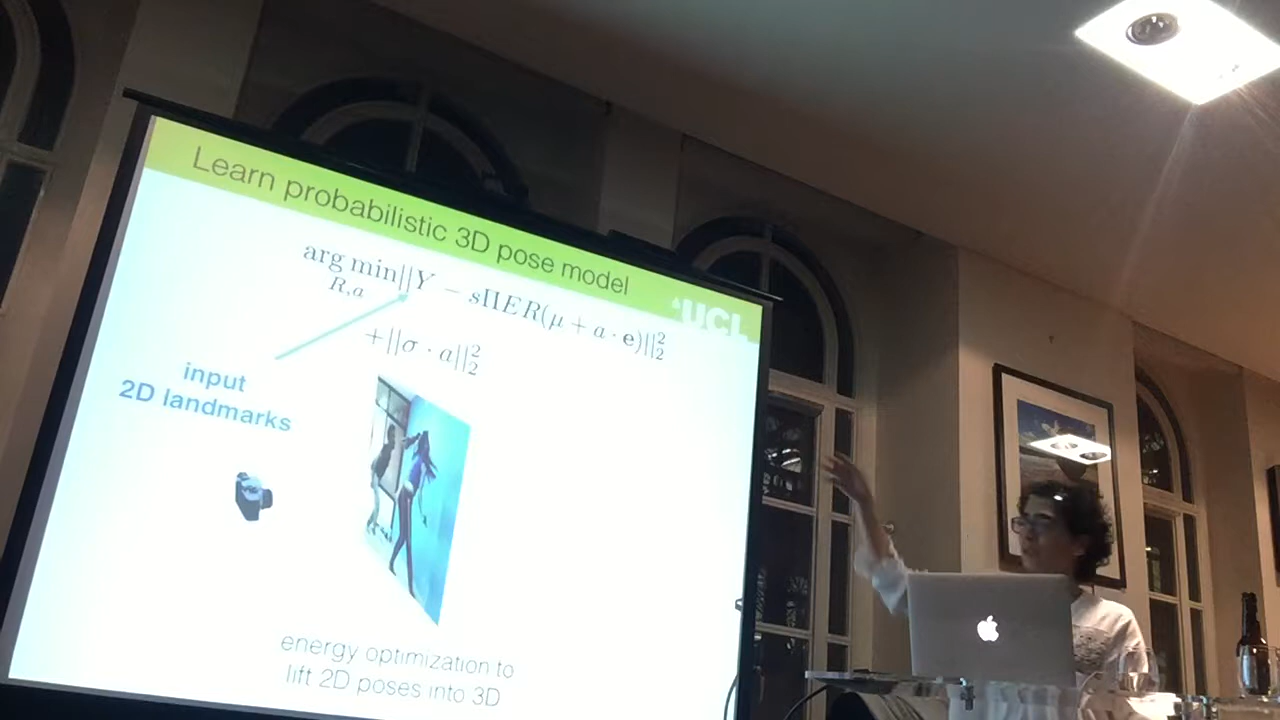 Learn probabilistic 3D pose model
UCL
arg min||Y − sΠER(μ + a · e)||²₂
R,a
+||σ · a||²₂
input
2D landmarks
energy optimization to
lift 2D poses into 3D